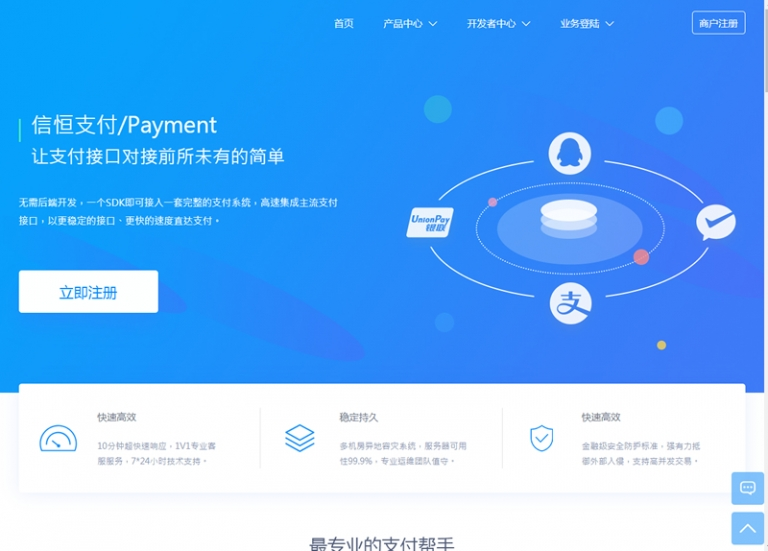 首页 产品中心 开发者中心 业务登陆 商户注册
信恒支付/Payment
让支付接口对接前所未有的简单
无需后端开发，一个SDK即可接入一套完整的支付系统，高速集成主流支付
接口，以更稳定的接口、更快的速度直达支付。
UnionPay
银联
支
立即注册
快速高效
10分钟超快速响应，1V1专业客
服服务，7*24小时技术支持。
稳定持久
多机房异地容灾系统，服务器可用
性99.9%，专业运维团队值守。
快速高效
金融级安全防护标准，强有力抵
御外部入侵，支持高并发交易。
最专业的支付帮手